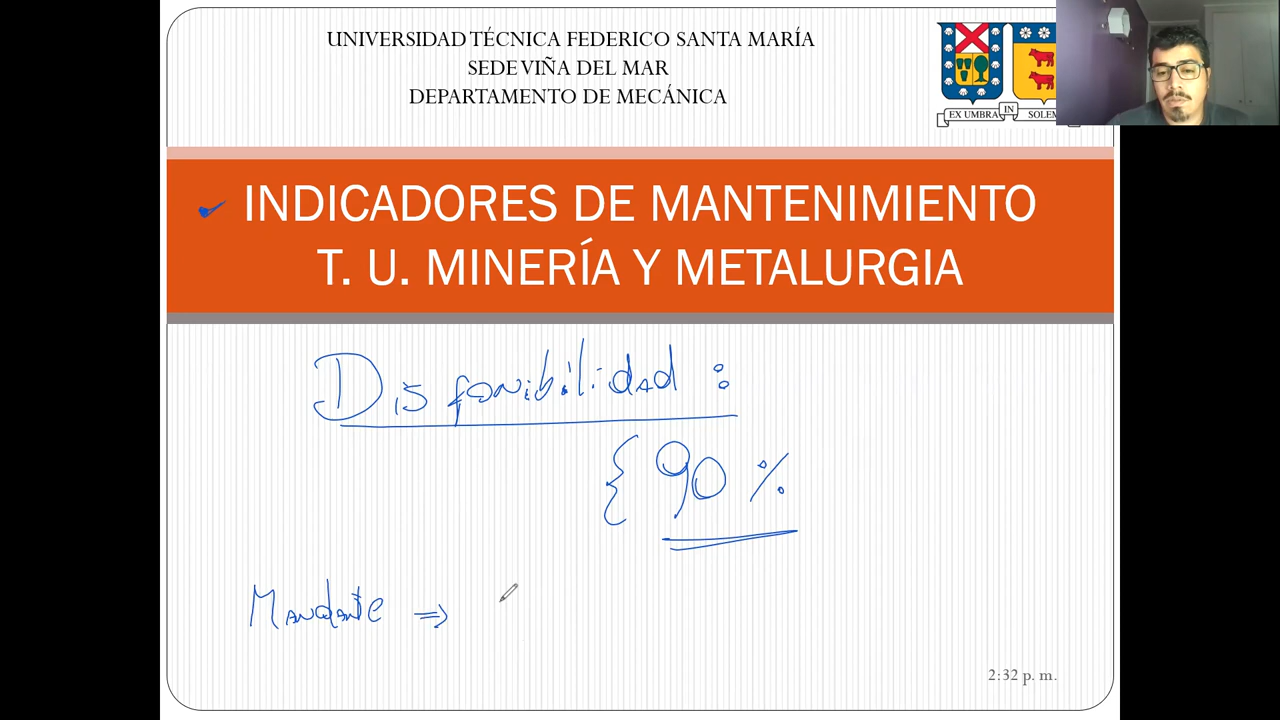 UNIVERSIDAD TÉCNICA FEDERICO SANTA MARÍA
SEDE VIÑA DEL MAR
DEPARTAMENTO DE MECÁNICA
EX UMBRA IN SOLEM
INDICADORES DE MANTENIMIENTO
T. U. MINERÍA Y METALURGIA
Disponibilidad :
{ 90 %
Mandante ⇒
2:32 p. m.